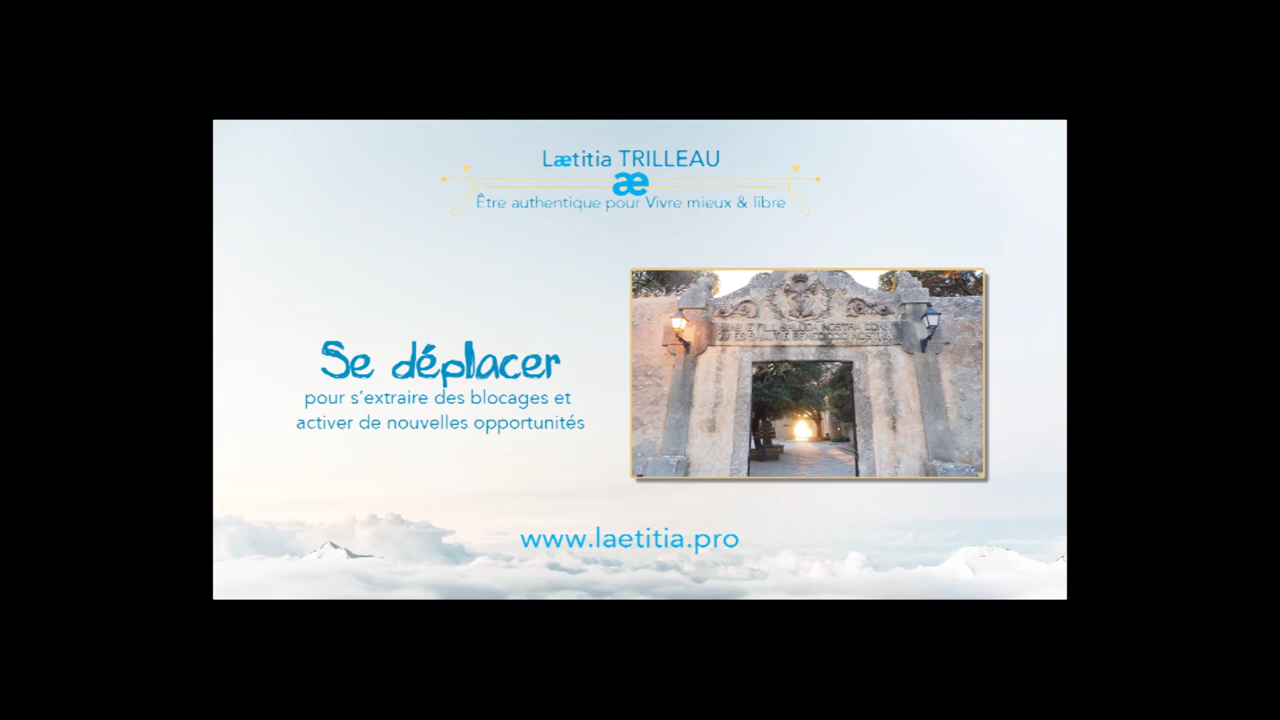 Lætitia TRILLEAU
æ
Être authentique pour Vivre mieux & libre
Se déplacer
pour s'extraire des blocages et
activer de nouvelles opportunités
www.laetitia.pro